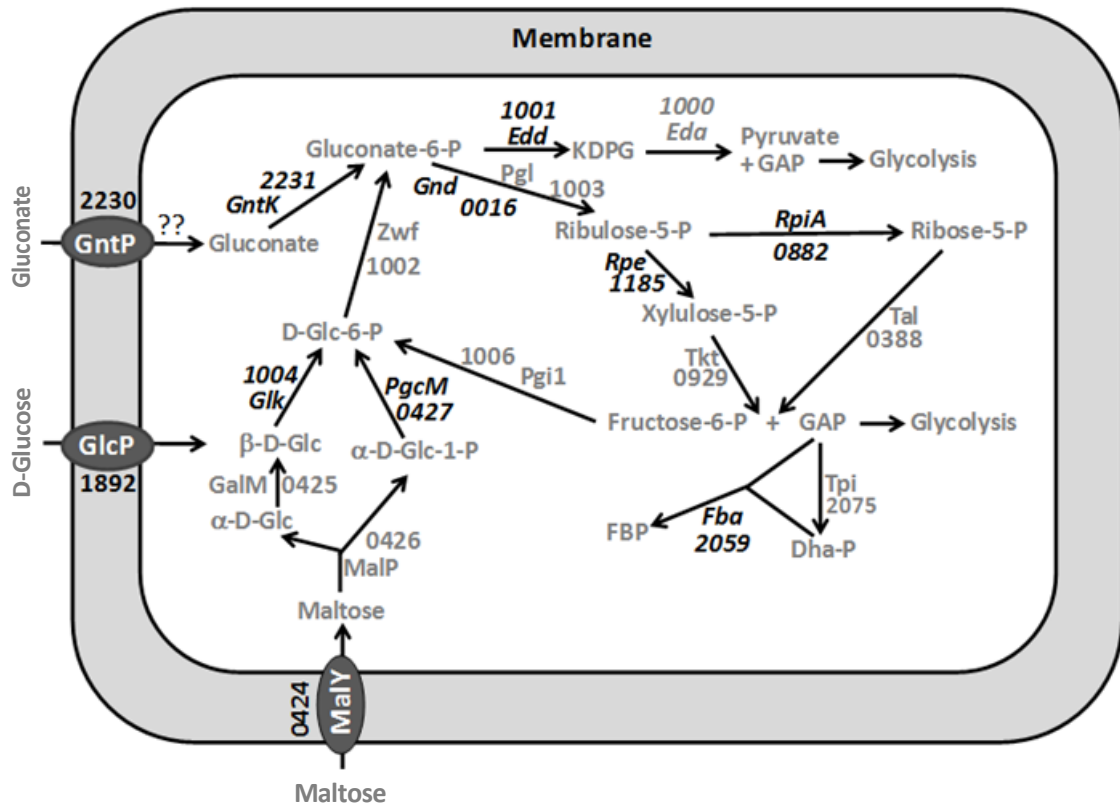 Membrane
1001
Edd
1000
Eda
Gluconate-6-P
KDPG
Pyruvate
+ GAP
Glycolysis
2231
GntK
Gnd
0016
Pgl
1003
2230
GntP
??
Gluconate
Gluconate
Zwf
1002
Ribulose-5-P
RpiA
0882
Ribose-5-P
Rpe
1185
Xylulose-5-P
Tal
0388
D-Glc-6-P
1006
Pgi1
Tkt
0929
1004
Glk
PgcM
0427
D-Glucose
GlcP
1892
β-D-Glc
α-D-Glc-1-P
Fructose-6-P + GAP
Glycolysis
GalM
0425
α-D-Glc
Tpi
2075
0426
MalP
FBP
Fba
2059
Dha-P
Maltose
0424
MalY
Maltose